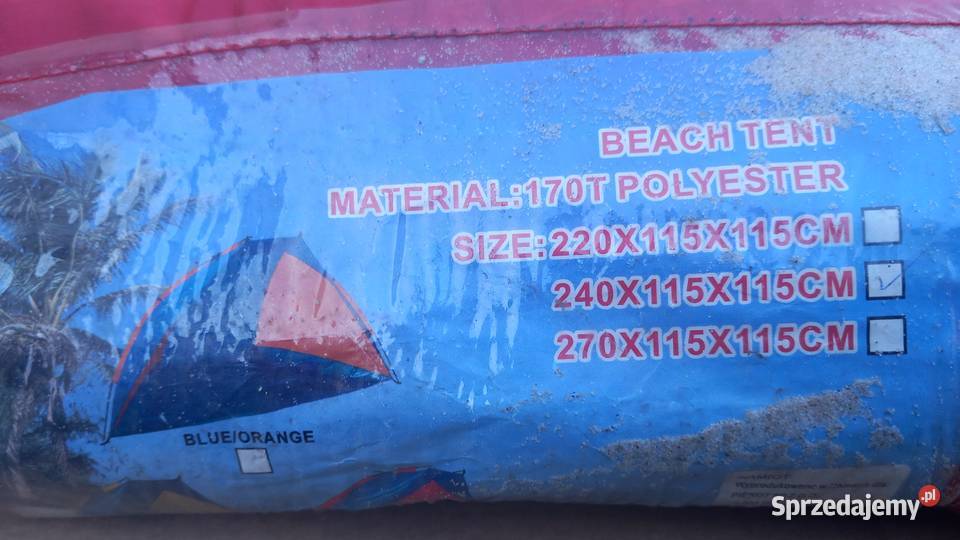 BEACH TENT
MATERIAL:170T POLYESTER
SIZE:220X115X115CM
240X115X115CM
270X115X115CM
BLUE/ORANGE
Sprzedajemy.pl